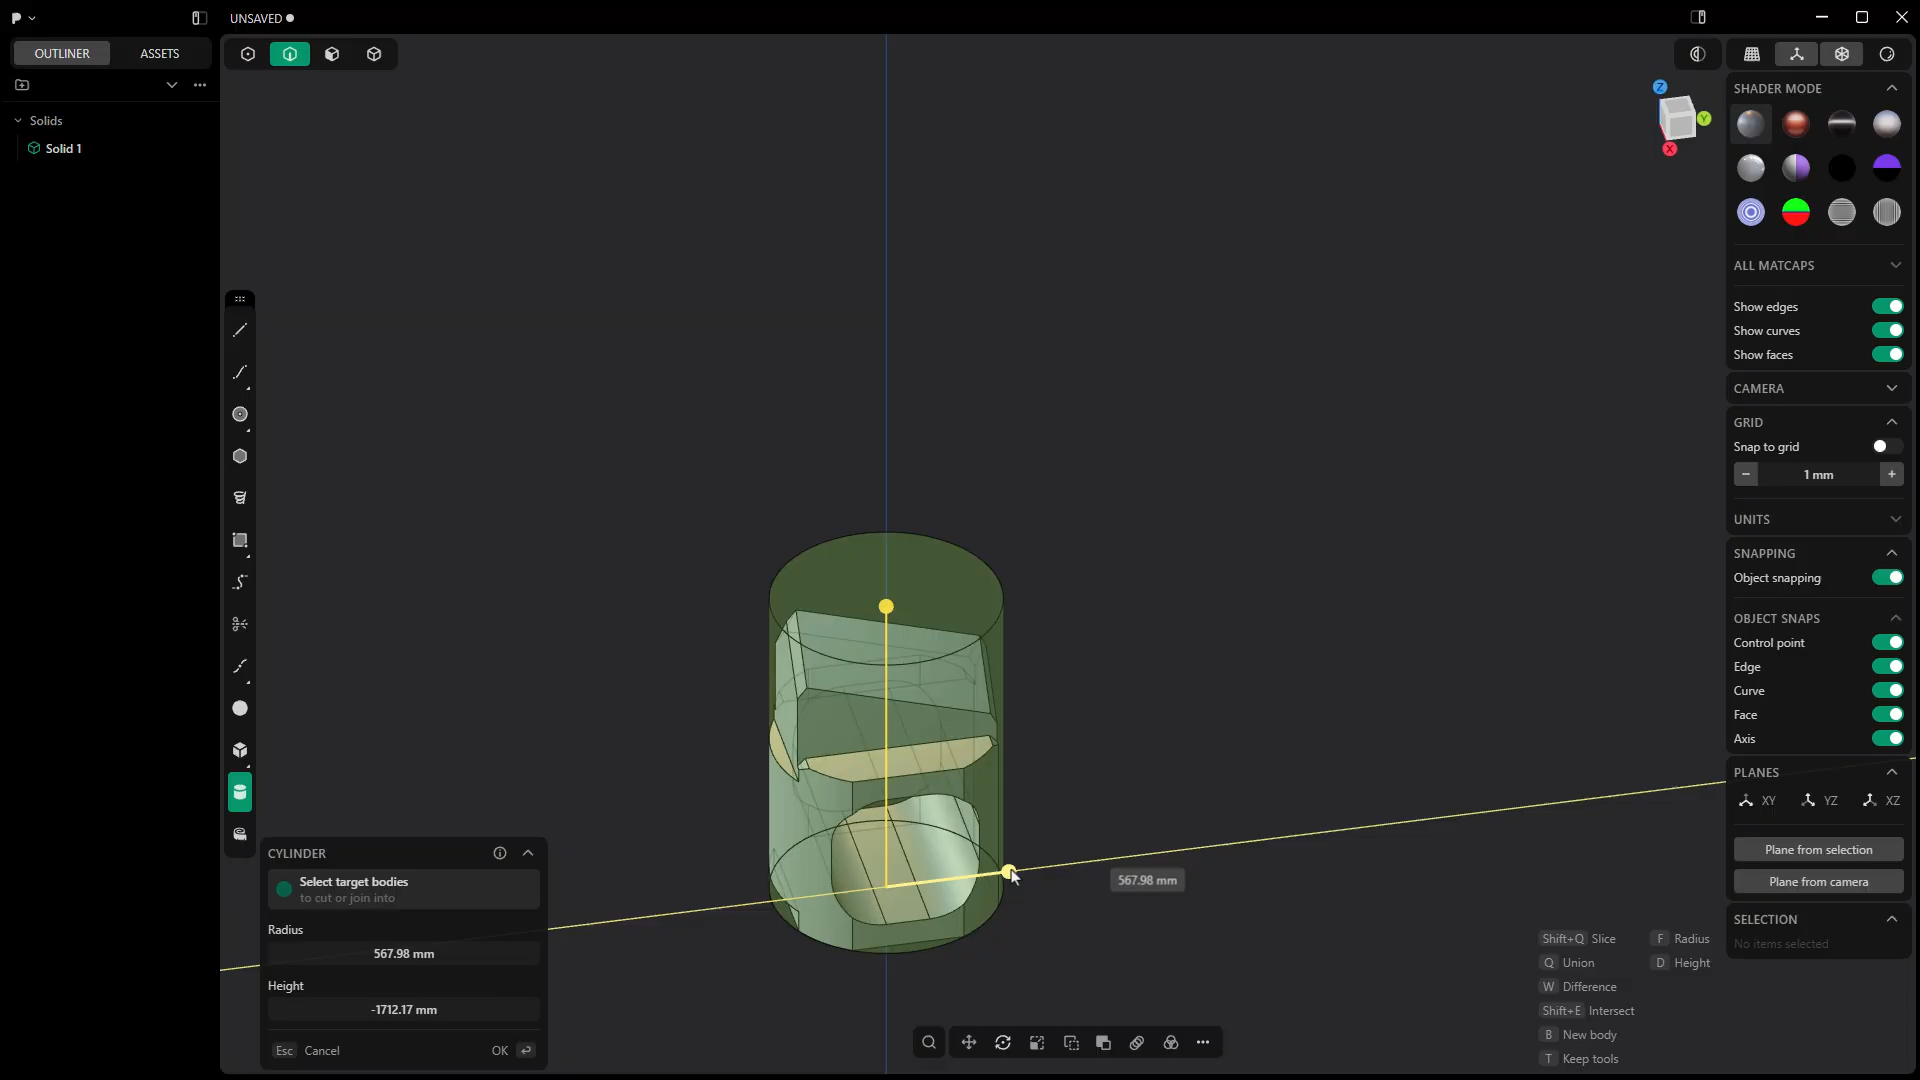 UNSAVED
OUTLINER
ASSETS
Solids
Solid 1
Z
Y
X
SHADER MODE
ALL MATCAPS
Show edges
Show curves
Show faces
CAMERA
GRID
Snap to grid
− 1 mm +
UNITS
SNAPPING
Object snapping
OBJECT SNAPS
Control point
Edge
Curve
Face
Axis
PLANES
XY YZ XZ
Plane from selection
Plane from camera
SELECTION
No items selected
567.98 mm
CYLINDER
Select target bodies
to cut or join into
Radius
567.98 mm
Height
-1712.17 mm
Esc Cancel
OK
Shift+Q Slice
F Radius
Q Union
D Height
W Difference
Shift+E Intersect
B New body
T Keep tools